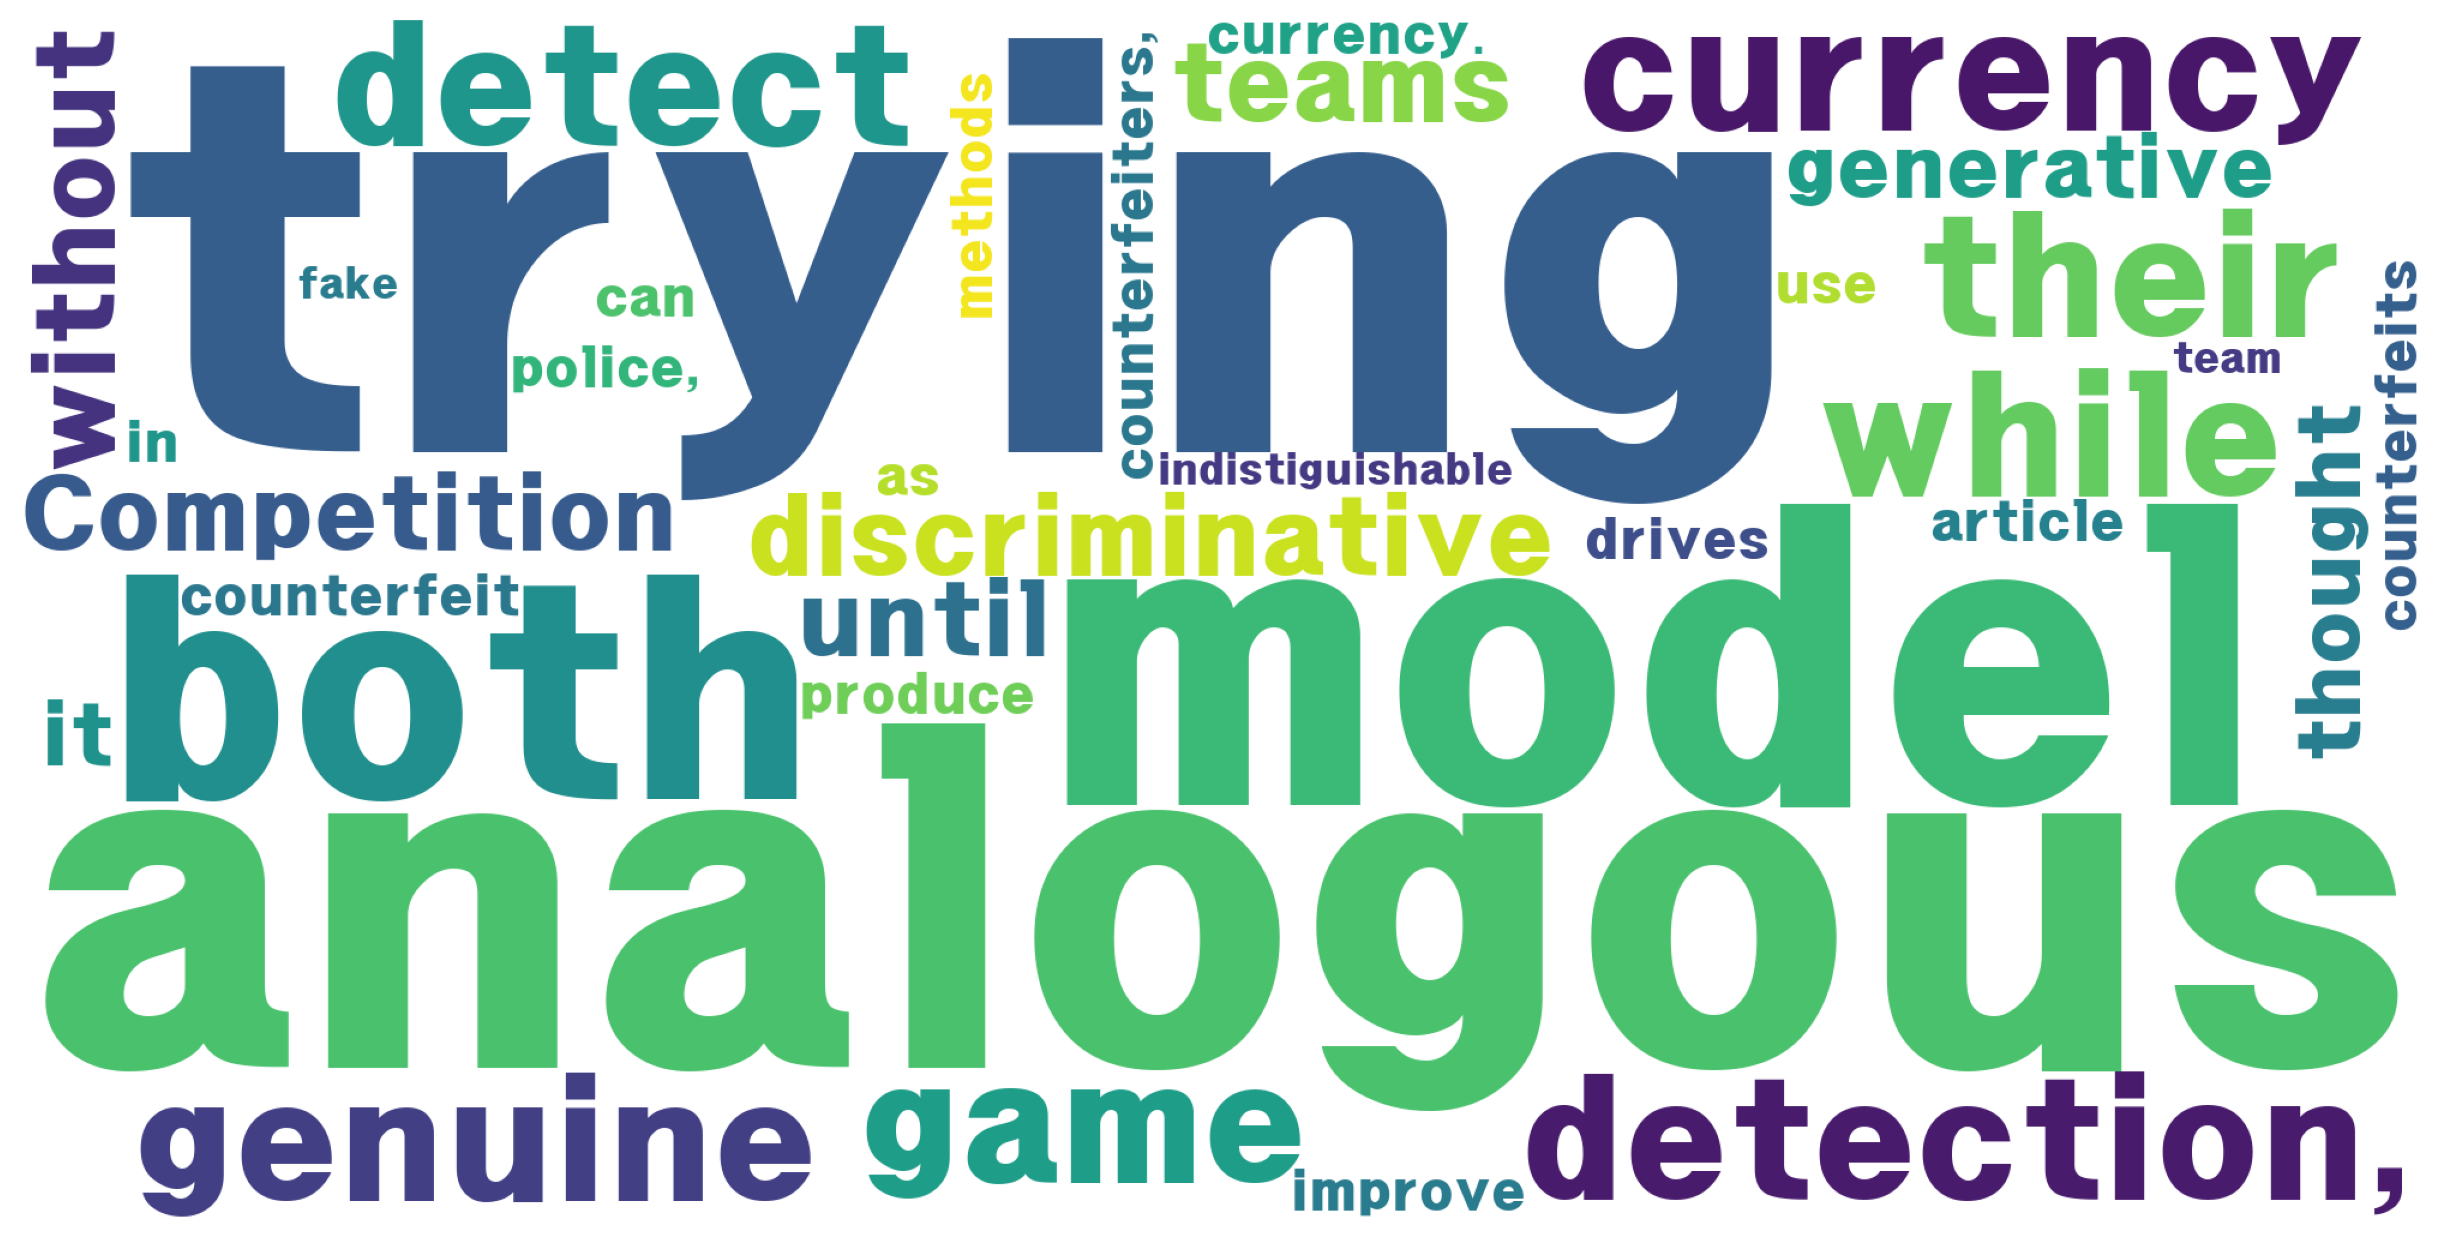 without
detect
currency.
teams
currency
trying
methods
counterfeiters,
generative
fake
can
use
their
police,
team
counterfeits
in
while
as
indistiguishable
thought
Competition
discriminative
drives
article
counterfeit
until
both
model
it
produce
analogous
genuine
game
improve
detection,